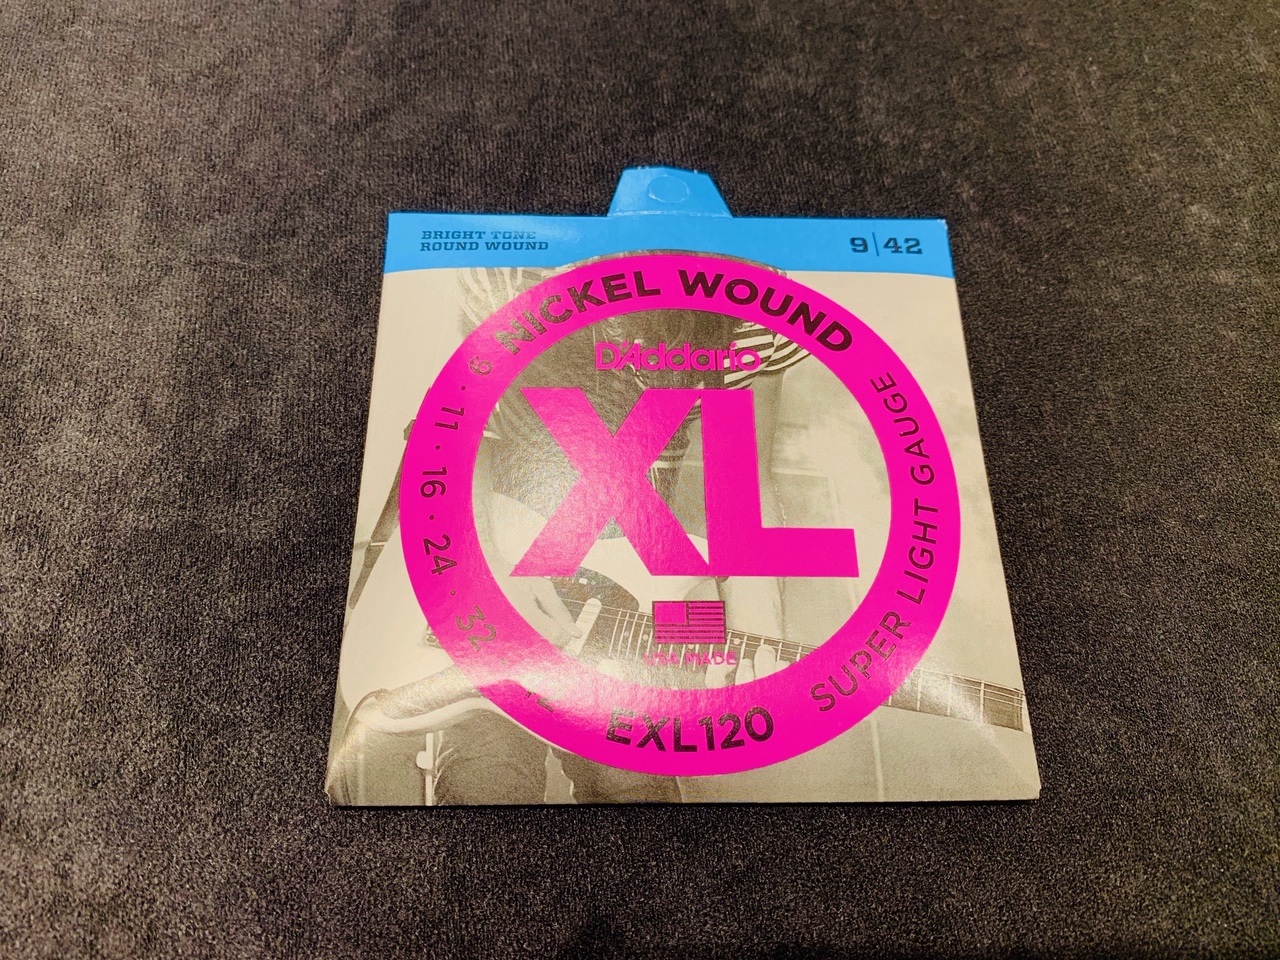 BRIGHT TONE
ROUND WOUND
9|42
NICKEL WOUND
D'Addario
XL
USA MADE
9 · 11 · 16 · 24 · 32 ·
EXL120
SUPER LIGHT GAUGE